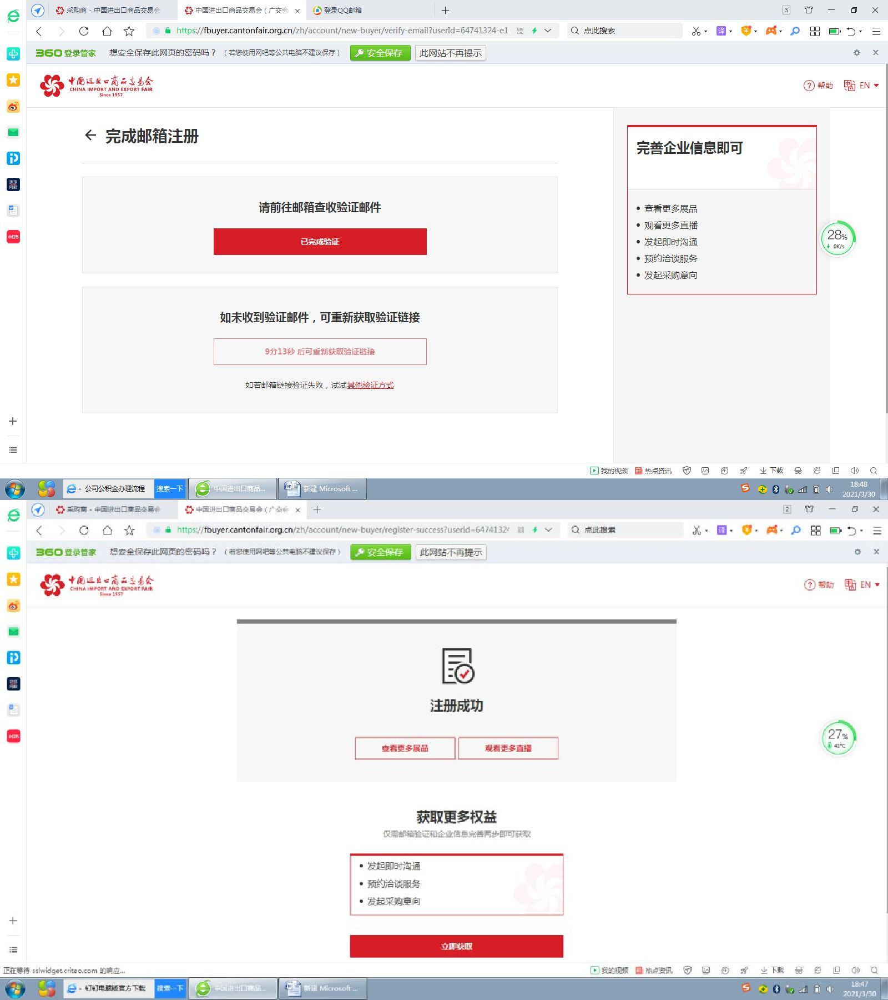 采购商 - 中国进出口商品交易会
中国进出口商品交易会（广交会
登录QQ邮箱
3
https://fbuyer.cantonfair.org.cn/zh/account/new-buyer/verify-email?userId=64741324-e1
点此搜索
译
360登录管家
想安全保存此网页的密码吗？
（若您使用网吧等公共电脑不建议保存）
安全保存
此网站不再提示
中国进出口商品交易会
CHINA IMPORT AND EXPORT FAIR
Since 1957
帮助
EN
完成邮箱注册
请前往邮箱查收验证邮件
已完成验证
如未收到验证邮件，可重新获取验证链接
9分13秒 后可重新获取验证链接
如若邮箱链接验证失败，试试其他验证方式
完善企业信息即可
查看更多展品
观看更多直播
发起即时沟通
预约洽谈服务
发起采购意向
28%
0K/s
小红书
我的视频
热点资讯
下载
公司公积金办理流程
搜索一下
中国进出口商品...
新建 Microsoft ...
18:48
2021/3/30
采购商 - 中国进出口商品交易会
中国进出口商品交易会（广交会
2
https://fbuyer.cantonfair.org.cn/zh/account/new-buyer/register-success?userId=64741324
点此搜索
译
360登录管家
想安全保存此网页的密码吗？
（若您使用网吧等公共电脑不建议保存）
安全保存
此网站不再提示
中国进出口商品交易会
CHINA IMPORT AND EXPORT FAIR
Since 1957
帮助
EN
注册成功
查看更多展品
观看更多直播
获取更多权益
仅需邮箱验证和企业信息完善两步即可获取
发起即时沟通
预约洽谈服务
发起采购意向
立即获取
27%
41°C
小红书
正在等待 sslwidget.criteo.com 的响应...
我的视频
热点资讯
下载
钉钉电脑版官方下载
搜索一下
中国进出口商品...
新建 Microsoft ...
18:47
2021/3/30